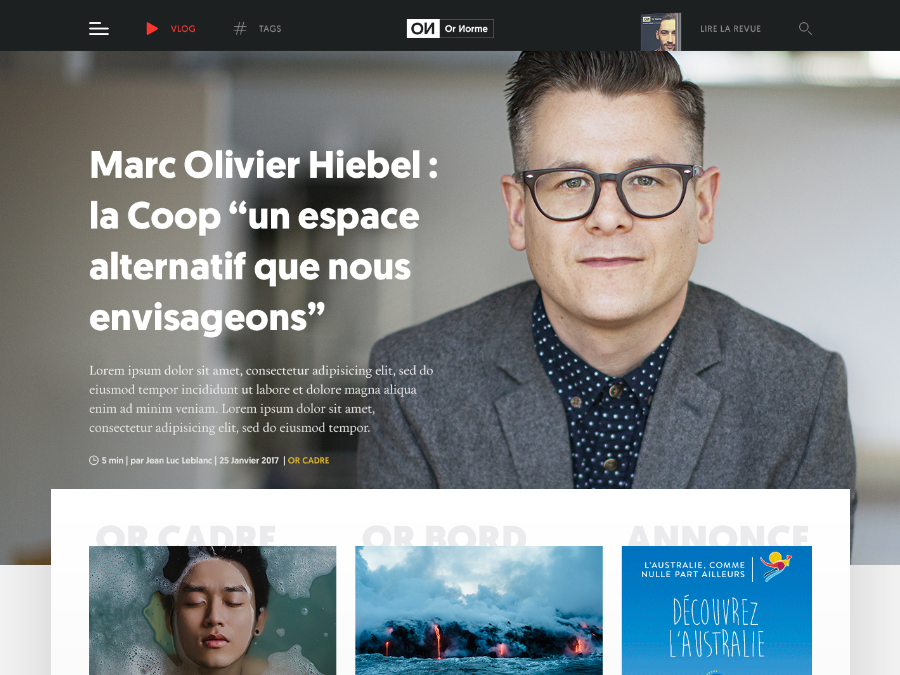 VLOG
# TAGS
ON Or Norme
LIRE LA REVUE
Marc Olivier Hiebel :
la Coop “un espace
alternatif que nous
envisageons”
Lorem ipsum dolor sit amet, consectetur adipisicing elit, sed do
eiusmod tempor incididunt ut labore et dolore magna aliqua
enim ad minim veniam. Lorem ipsum dolor sit amet,
consectetur adipisicing elit, sed do eiusmod tempor.
5 min | par Jean Luc Leblanc | 25 Janvier 2017 | OR CADRE
OR CADRE
OR BORD
ANNONCE
L'AUSTRALIE, COMME
NULLE PART AILLEURS
DÉCOUVREZ
L'AUSTRALIE